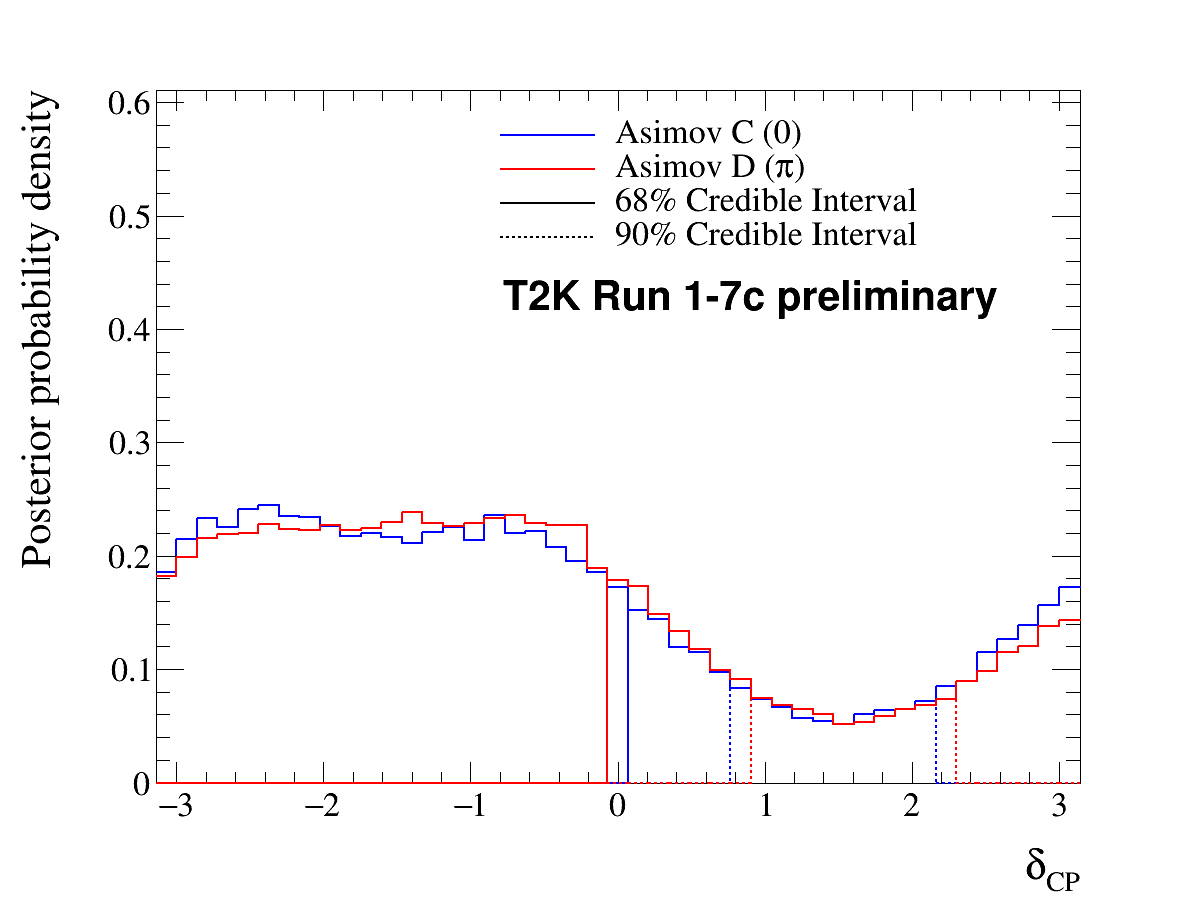 Posterior probability density
0.6
0.5
0.4
0.3
0.2
0.1
0
Asimov C (0)
Asimov D (π)
68% Credible Interval
90% Credible Interval
T2K Run 1-7c preliminary
−3 −2 −1 0 1 2 3
δCP